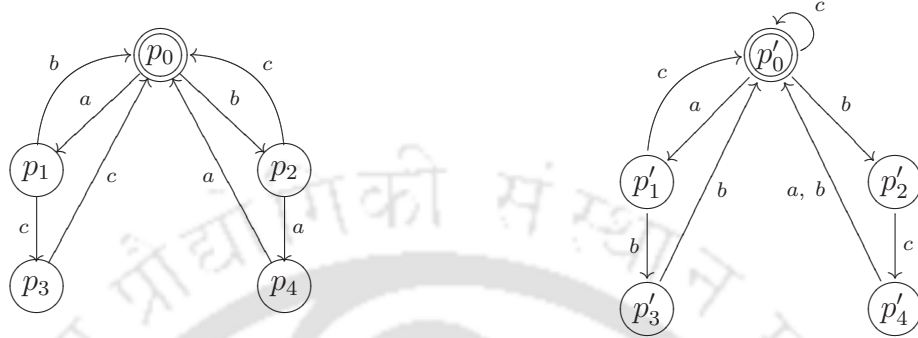 c
p₀ p′₀
b c c
a b a b
p₁ p₂ p′₁ p′₂
c a b a, b
c a b c
p₃ p₄ p′₃ p′₄